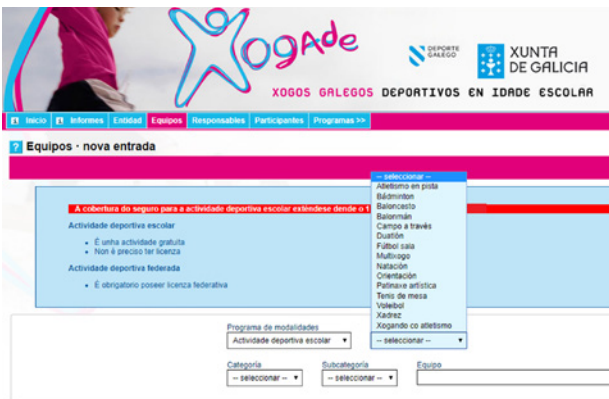 XOGADE
DEPORTE
GALEGO
XUNTA
DE GALICIA
XOGOS GALEGOS DEPORTIVOS EN IDADE ESCOLAR
Inicio Informes Entidad Equipos Responsables Participantes Programas >>
? Equipos · nova entrada
-- seleccionar --
Atletismo en pista
Bádminton
Baloncesto
Balonmán
Campo a través
Duatlón
Fútbol sala
Multixogo
Natación
Orientación
Patinaxe artística
Tenis de mesa
Voleibol
Xadrez
Xogando co atletismo
A cobertura do seguro para a actividade deportiva escolar exténdese dende o 1
Actividade deportiva escolar
É unha actividade gratuita
Non é preciso ter licenza
Actividade deportiva federada
É obrigatorio poseer licenza federativa
Programa de modalidades
Actividade deportiva escolar -- seleccionar --
Categoría Subcategoría Equipo
-- seleccionar -- -- seleccionar --